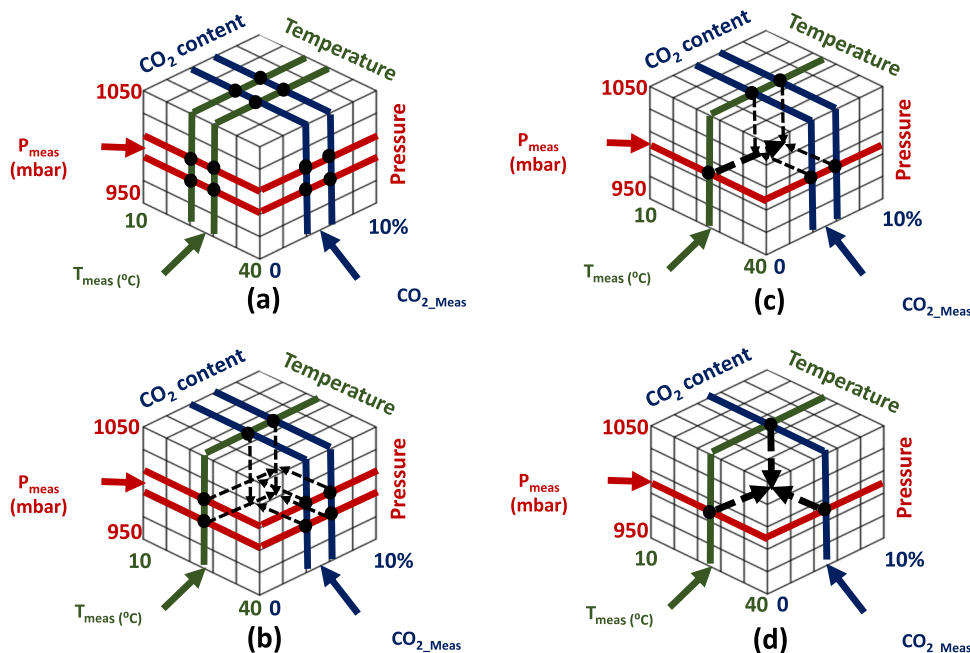 CO2 content
Temperature
1050
Pmeas
(mbar)
950
Pressure
10
10%
Tmeas (ºC)
40 0
CO2_Meas
(a)
CO2 content
Temperature
1050
Pmeas
(mbar)
950
Pressure
10
10%
Tmeas (ºC)
40 0
CO2_Meas
(c)
CO2 content
Temperature
1050
Pmeas
(mbar)
950
Pressure
10
10%
Tmeas (ºC)
40 0
CO2_Meas
(b)
CO2 content
Temperature
1050
Pmeas
(mbar)
950
Pressure
10
10%
Tmeas (ºC)
40 0
CO2_Meas
(d)